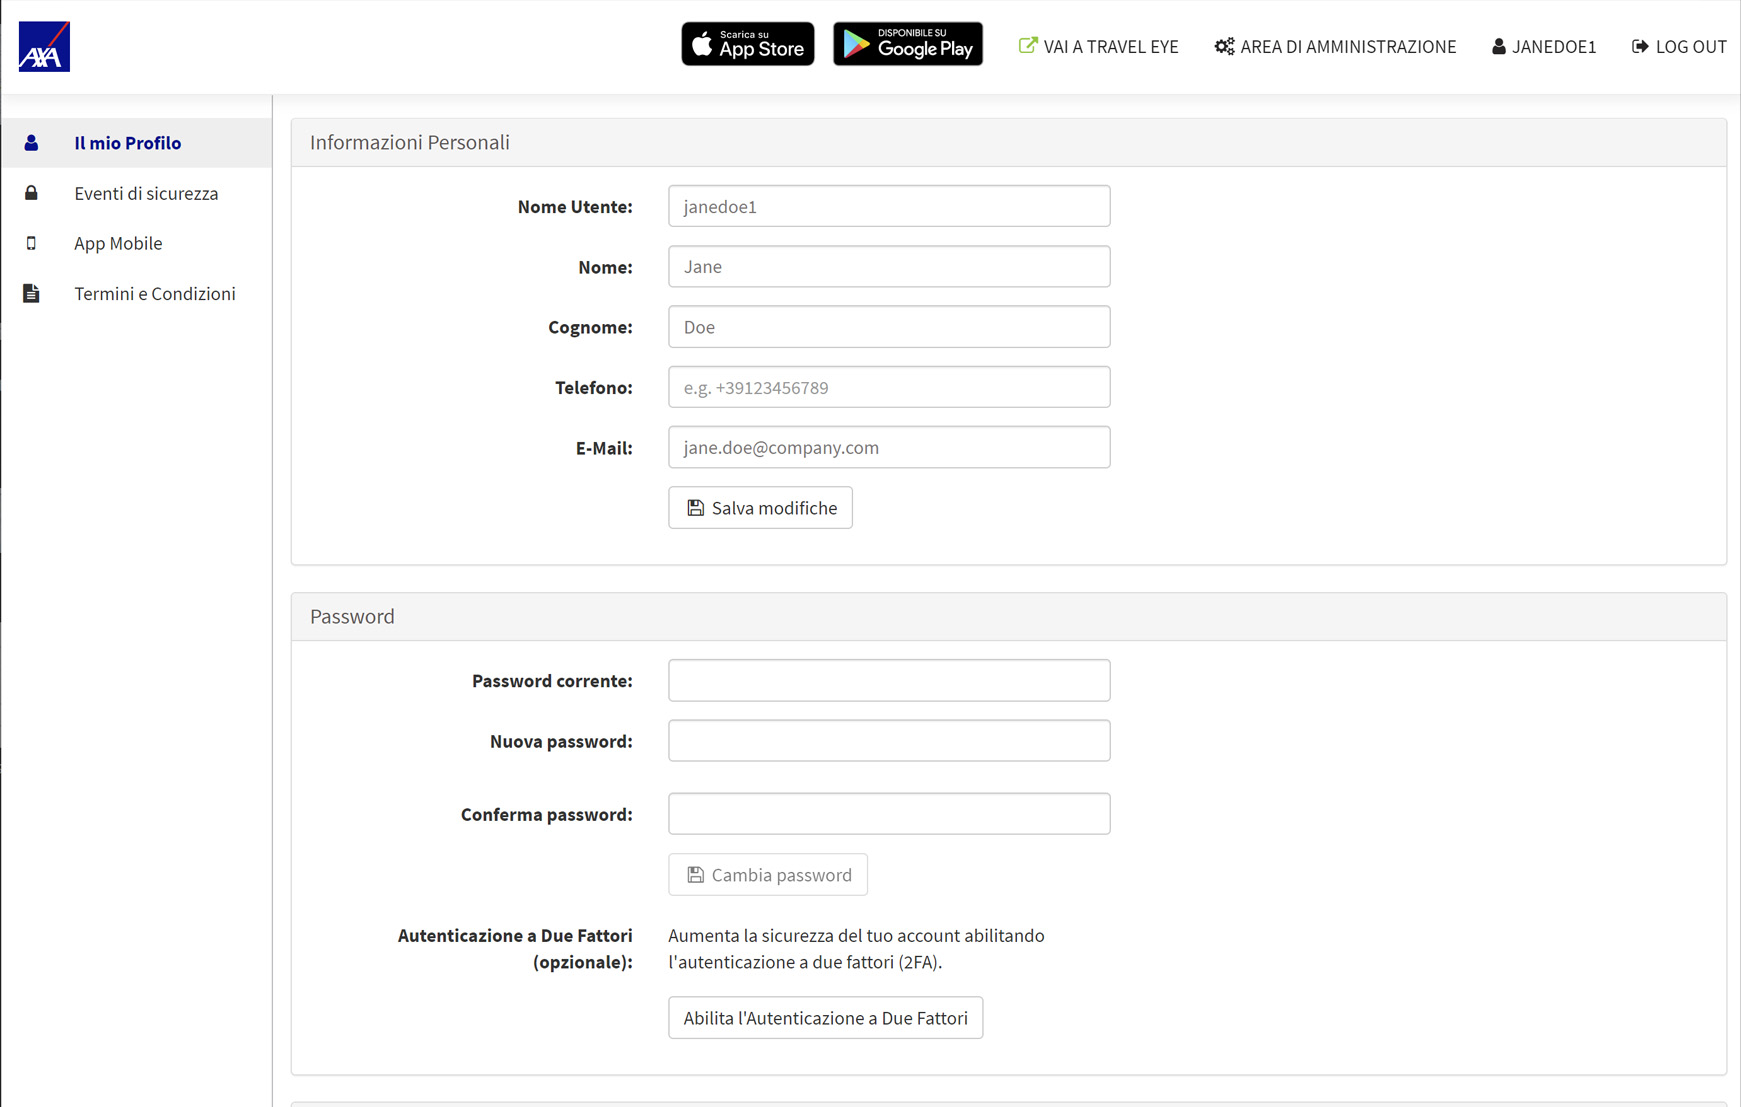 AXA
Scarica su
App Store
DISPONIBILE SU
Google Play
VAI A TRAVEL EYE
AREA DI AMMINISTRAZIONE
JANEDOE1
LOG OUT
Il mio Profilo
Eventi di sicurezza
App Mobile
Termini e Condizioni
Informazioni Personali
Nome Utente: janedoe1
Nome: Jane
Cognome: Doe
Telefono: e.g. +39123456789
E-Mail: jane.doe@company.com
Salva modifiche
Password
Password corrente:
Nuova password:
Conferma password:
Cambia password
Autenticazione a Due Fattori
(opzionale):
Aumenta la sicurezza del tuo account abilitando
l'autenticazione a due fattori (2FA).
Abilita l'Autenticazione a Due Fattori